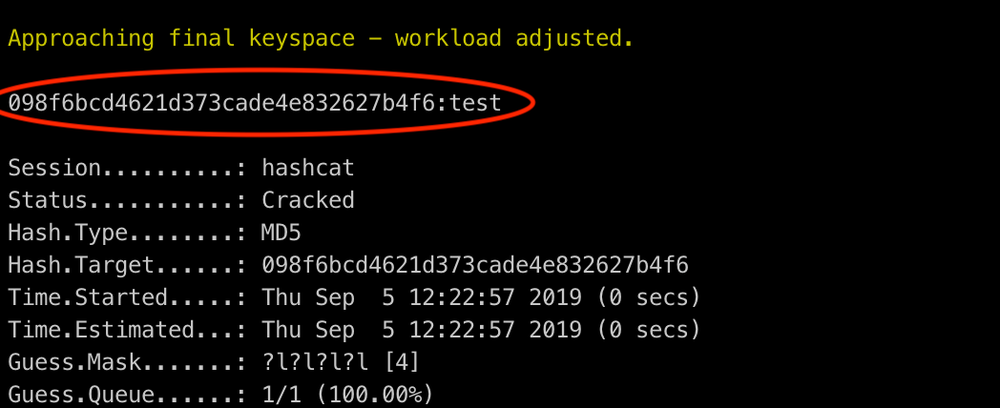 Approaching final keyspace - workload adjusted.
098f6bcd4621d373cade4e832627b4f6:test
Session..........: hashcat
Status...........: Cracked
Hash.Type........: MD5
Hash.Target......: 098f6bcd4621d373cade4e832627b4f6
Time.Started.....: Thu Sep  5 12:22:57 2019 (0 secs)
Time.Estimated...: Thu Sep  5 12:22:57 2019 (0 secs)
Guess.Mask.......: ?l?l?l?l [4]
Guess.Queue......: 1/1 (100.00%)